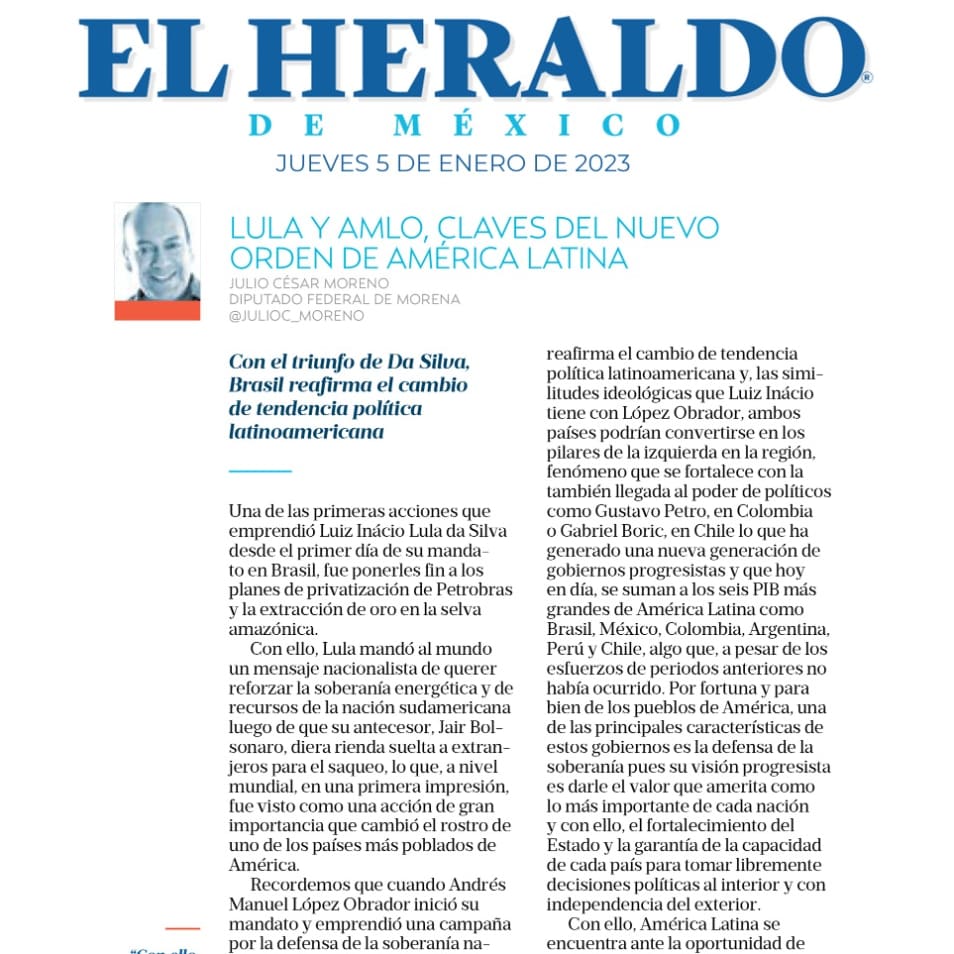 EL HERALDO®
DE MÉXICO
JUEVES 5 DE ENERO DE 2023
LULA Y AMLO, CLAVES DEL NUEVO
ORDEN DE AMÉRICA LATINA
JULIO CÉSAR MORENO
DIPUTADO FEDERAL DE MORENA
@JULIOC_MORENO
Con el triunfo de Da Silva,
Brasil reafirma el cambio
de tendencia política
latinoamericana
Una de las primeras acciones que
emprendió Luiz Inácio Lula da Silva
desde el primer día de su manda-
to en Brasil, fue ponerles fin a los
planes de privatización de Petrobras
y la extracción de oro en la selva
amazónica.
Con ello, Lula mandó al mundo
un mensaje nacionalista de querer
reforzar la soberanía energética y de
recursos de la nación sudamericana
luego de que su antecesor, Jair Bol-
sonaro, diera rienda suelta a extran-
jeros para el saqueo, lo que, a nivel
mundial, en una primera impresión,
fue visto como una acción de gran
importancia que cambió el rostro de
uno de los países más poblados de
América.
Recordemos que cuando Andrés
Manuel López Obrador inició su
mandato y emprendió una campaña
por la defensa de la soberanía na-
“Con ello
reafirma el cambio de tendencia
política latinoamericana y, las simi-
litudes ideológicas que Luiz Inácio
tiene con López Obrador, ambos
países podrían convertirse en los
pilares de la izquierda en la región,
fenómeno que se fortalece con la
también llegada al poder de políticos
como Gustavo Petro, en Colombia
o Gabriel Boric, en Chile lo que ha
generado una nueva generación de
gobiernos progresistas y que hoy
en día, se suman a los seis PIB más
grandes de América Latina como
Brasil, México, Colombia, Argentina,
Perú y Chile, algo que, a pesar de los
esfuerzos de periodos anteriores no
había ocurrido. Por fortuna y para
bien de los pueblos de América, una
de las principales características de
estos gobiernos es la defensa de la
soberanía pues su visión progresista
es darle el valor que amerita como
lo más importante de cada nación
y con ello, el fortalecimiento del
Estado y la garantía de la capacidad
de cada país para tomar libremente
decisiones políticas al interior y con
independencia del exterior.
Con ello, América Latina se
encuentra ante la oportunidad de